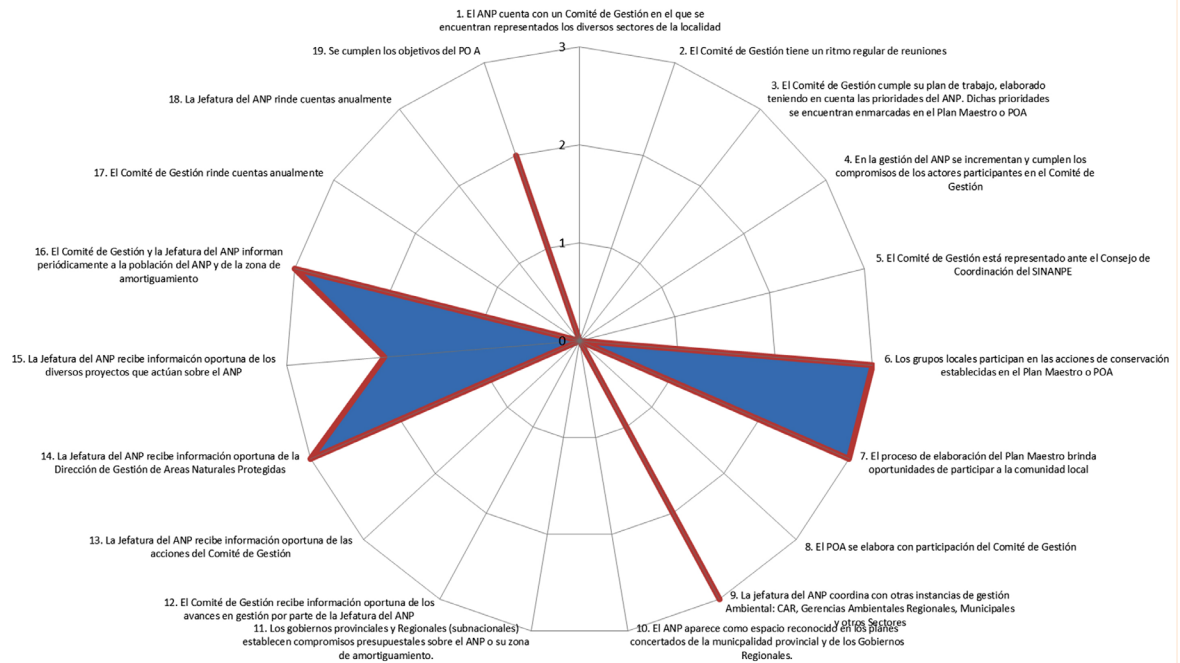 1. El ANP cuenta con un Comité de Gestión en el que se
encuentran representados los diversos sectores de la localidad
2. El Comité de Gestión tiene un ritmo regular de reuniones
3. El Comité de Gestión cumple su plan de trabajo, elaborado
teniendo en cuenta las prioridades del ANP. Dichas prioridades
se encuentran enmarcadas en el Plan Maestro o POA
4. En la gestión del ANP se incrementan y cumplen los
compromisos de los actores participantes en el Comité de
Gestión
5. El Comité de Gestión está representado ante el Consejo de
Coordinación del SINANPE
6. Los grupos locales participan en las acciones de conservación
establecidas en el Plan Maestro o POA
7. El proceso de elaboración del Plan Maestro brinda
oportunidades de participar a la comunidad local
8. El POA se elabora con participación del Comité de Gestión
9. La jefatura del ANP coordina con otras instancias de gestión
Ambiental: CAR, Gerencias Ambientales Regionales, Municipales
y otros Sectores
10. El ANP aparece como espacio reconocido en los planes
concertados de la municpalidad provincial y de los Gobiernos
Regionales.
11. Los gobiernos provinciales y Regionales (subnacionales)
establecen compromisos presupuestales sobre el ANP o su zona
de amortiguamiento.
12. El Comité de Gestión recibe información oportuna de los
avances en gestión por parte de la Jefatura del ANP
13. La Jefatura del ANP recibe información oportuna de las
acciones del Comité de Gestión
14. La Jefatura del ANP recibe información oportuna de la
Dirección de Gestión de Areas Naturales Protegidas
15. La Jefatura del ANP recibe información oportuna de los
diversos proyectos que actúan sobre el ANP
16. El Comité de Gestión y la Jefatura del ANP informan
periódicamente a la población del ANP y de la zona de
amortiguamiento
17. El Comité de Gestión rinde cuentas anualmente
18. La Jefatura del ANP rinde cuentas anualmente
19. Se cumplen los objetivos del PO A
3
2
1
0